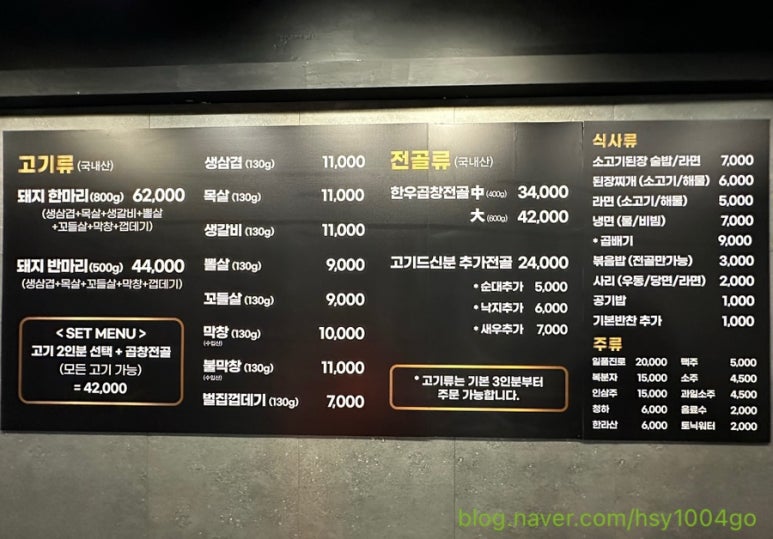 고기류 (국내산)
돼지 한마리(800g) 62,000
(생삼겹+목살+생갈비+뽈살
+꼬들살+막창+껍데기)
돼지 반마리(500g) 44,000
(생삼겹+목살+꼬들살+막창+껍데기)
< SET MENU >
고기 2인분 선택 + 곱창전골
(모든 고기 가능)
= 42,000
생삼겹 (130g) 11,000
목살 (130g) 11,000
생갈비 (130g) 11,000
뽈살 (130g) 9,000
꼬들살 (130g) 9,000
막창 (130g) 10,000
(수입산)
불막창 (130g) 11,000
(수입산)
벌집껍데기 (130g) 7,000
전골류 (국내산)
한우곱창전골 中 (400g) 34,000
大 (600g) 42,000
고기드신분 추가전골 24,000
• 순대추가 5,000
• 낙지추가 6,000
• 새우추가 7,000
* 고기류는 기본 3인분부터
주문 가능합니다.
식사류
소고기된장 술밥/라면 7,000
된장찌개 (소고기/해물) 6,000
라면 (소고기/해물) 5,000
냉면 (물/비빔) 7,000
* 곱배기 9,000
볶음밥 (전골만가능) 3,000
사리 (우동/당면/라면) 2,000
공기밥 1,000
기본반찬 추가 1,000
주류
일품진로 20,000 맥주 5,000
복분자 15,000 소주 4,500
인삼주 15,000 과일소주 4,500
청하 6,000 음료수 2,000
한라산 6,000 토닉워터 2,000
blog.naver.com/hsy1004go